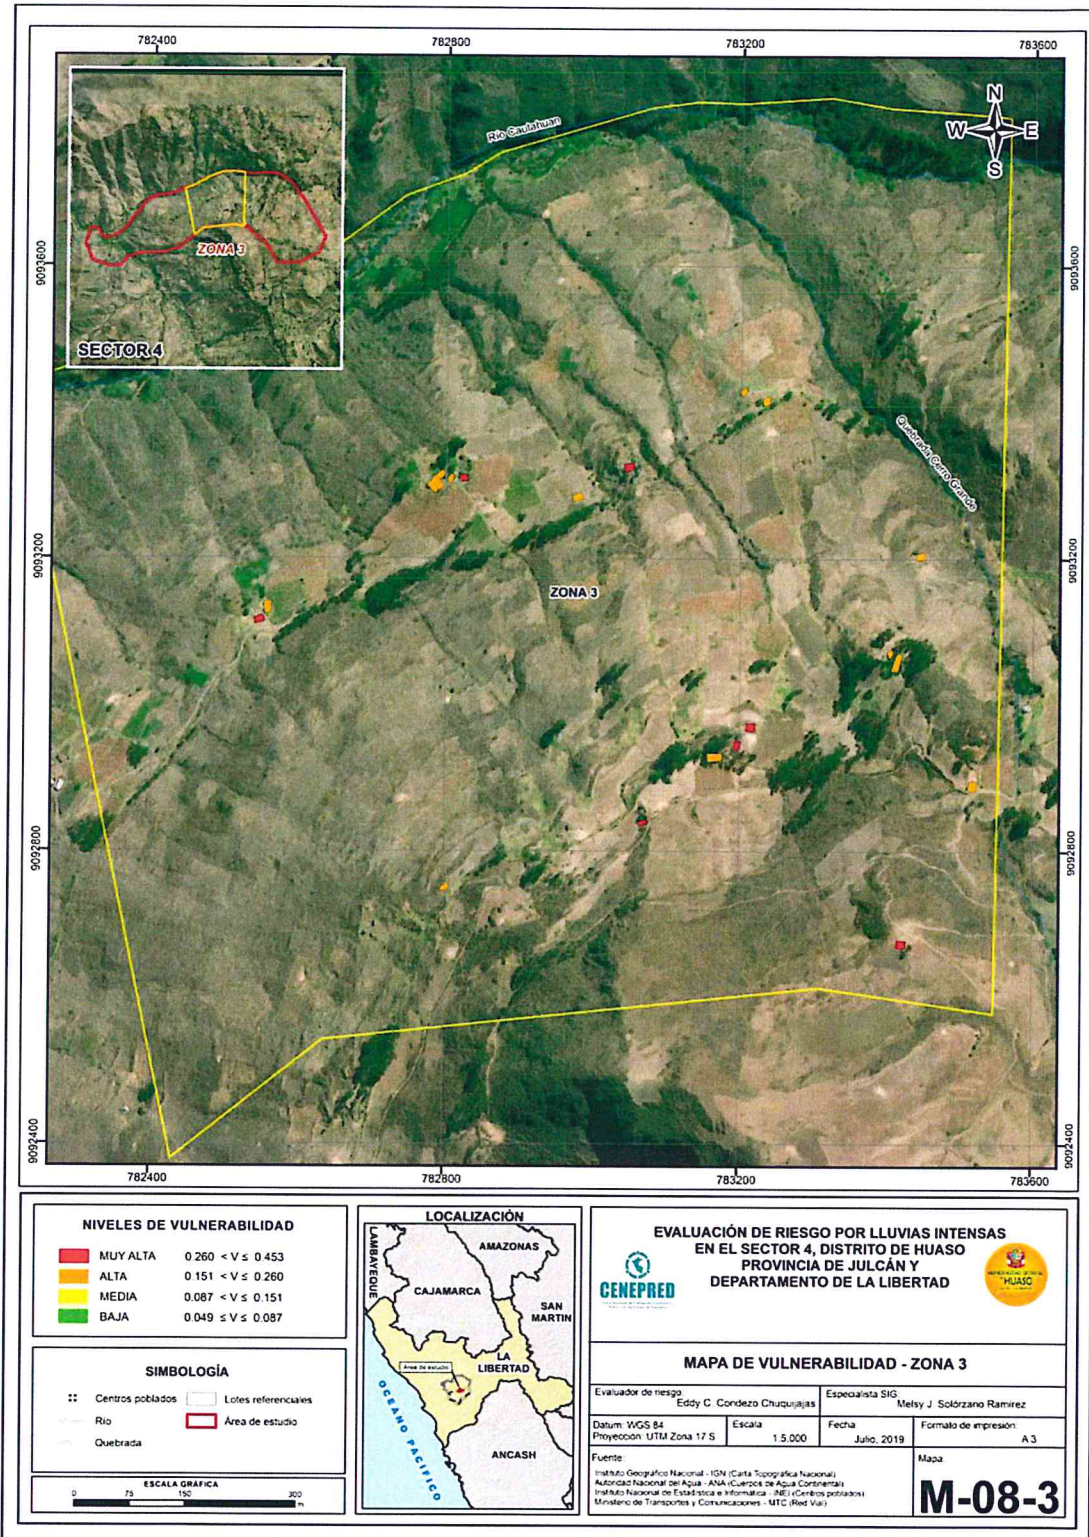 782400
782800
783200
783600
N
W
E
S
Río Caulahuan
ZONA 3
SECTOR 4
9093600
9093600
Quebrada Cerro Grande
9093200
9093200
ZONA 3
9092800
9092800
9092400
9092400
782400
782800
783200
783600
NIVELES DE VULNERABILIDAD
MUY ALTA 0.260 < V ≤ 0.453
ALTA 0.151 < V ≤ 0.260
MEDIA 0.087 < V ≤ 0.151
BAJA 0.049 ≤ V ≤ 0.087
SIMBOLOGÍA
Centros poblados
Lotes referenciales
Río
Área de estudio
Quebrada
ESCALA GRÁFICA
0 75 150 300
m
LOCALIZACIÓN
LAMBAYEQUE
AMAZONAS
CAJAMARCA
SAN
MARTIN
LA
LIBERTAD
Área de estudio
OCEANO PACIFICO
ANCASH
EVALUACIÓN DE RIESGO POR LLUVIAS INTENSAS
EN EL SECTOR 4, DISTRITO DE HUASO
PROVINCIA DE JULCÁN Y
DEPARTAMENTO DE LA LIBERTAD
CENEPRED
HUASO
MAPA DE VULNERABILIDAD - ZONA 3
Evaluador de riesgo:
Eddy C. Condezo Chuquijajas
Especialista SIG:
Melsy J. Solórzano Ramirez
Datum: WGS 84
Proyección: UTM Zona 17 S
Escala
1:5.000
Fecha
Julio, 2019
Formato de impresión:
A 3
Fuente:
Instituto Geográfico Nacional - IGN (Carta Topográfica Nacional)
Autoridad Nacional del Agua - ANA (Cuerpos de Agua Continental)
Instituto Nacional de Estadística e Informática - INEI (Centros poblados)
Ministerio de Transportes y Comunicaciones - MTC (Red Vial)
Mapa:
M-08-3